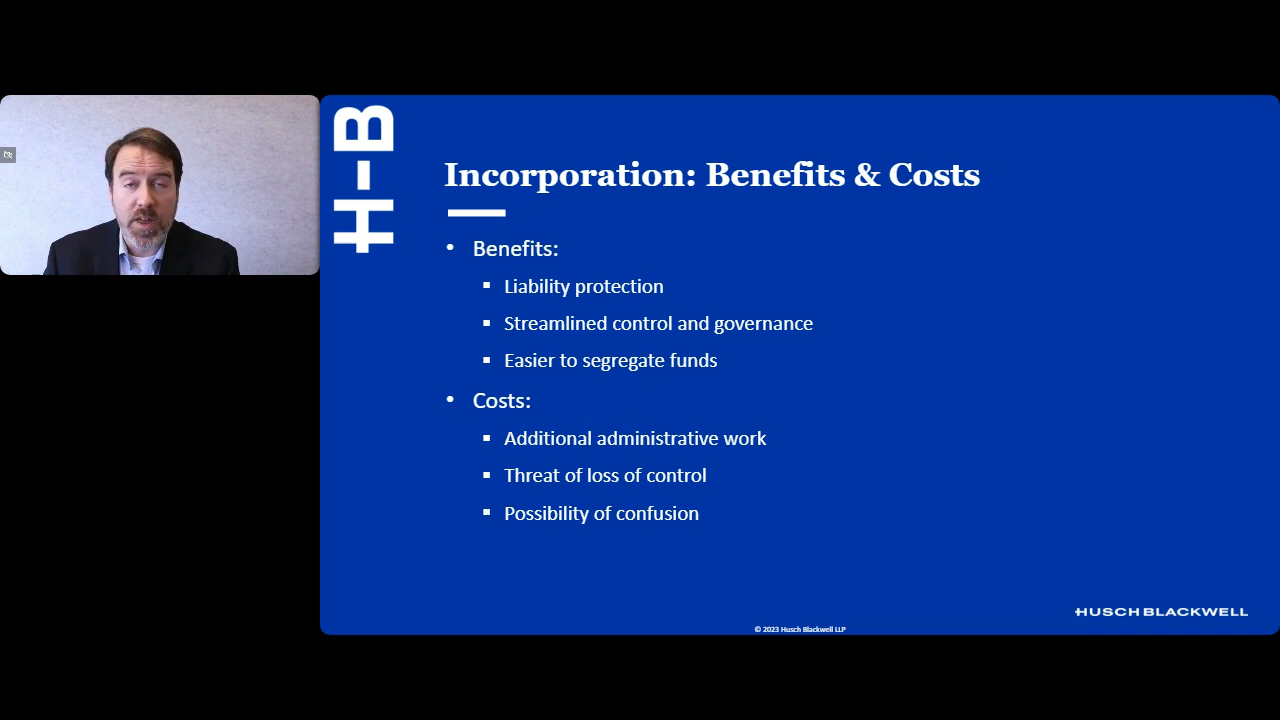 H-B
Incorporation: Benefits & Costs
• Benefits:
▪ Liability protection
▪ Streamlined control and governance
▪ Easier to segregate funds
• Costs:
▪ Additional administrative work
▪ Threat of loss of control
▪ Possibility of confusion
HUSCH BLACKWELL
© 2023 Husch Blackwell LLP